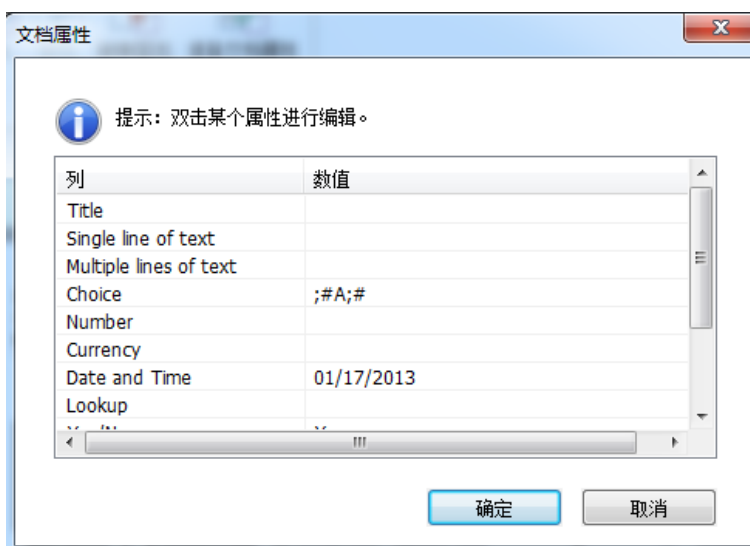 文档属性
提示：双击某个属性进行编辑。
列 数值
Title
Single line of text
Multiple lines of text
Choice ;#A;#
Number
Currency
Date and Time 01/17/2013
Lookup
确定 取消